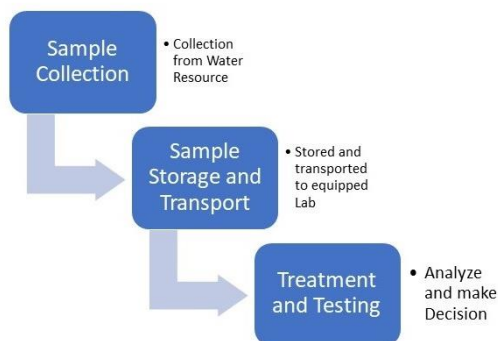 Sample
Collection
• Collection
from Water
Resource
Sample
Storage and
Transport
• Stored and
transported
to equipped
Lab
Treatment
and Testing
• Analyze
and make
Decision